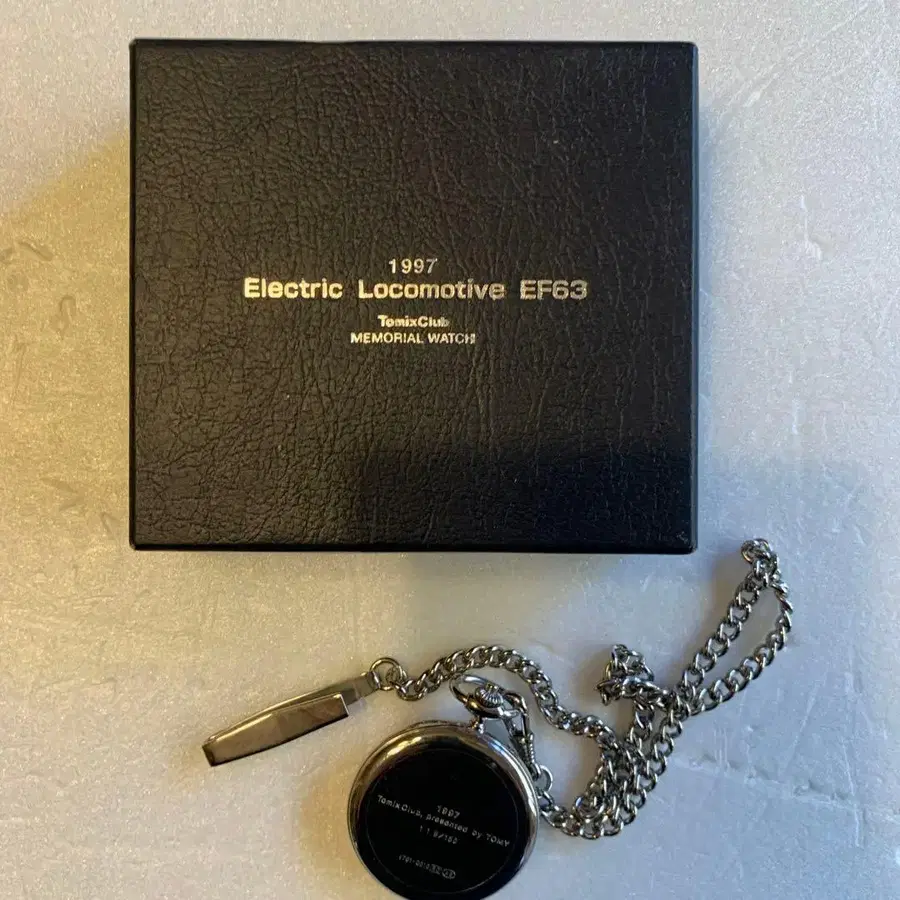 1997
Electric Locomotive EF63
TomixClub
MEMORIAL WATCH
1997
TomixClub, presented by TOMY